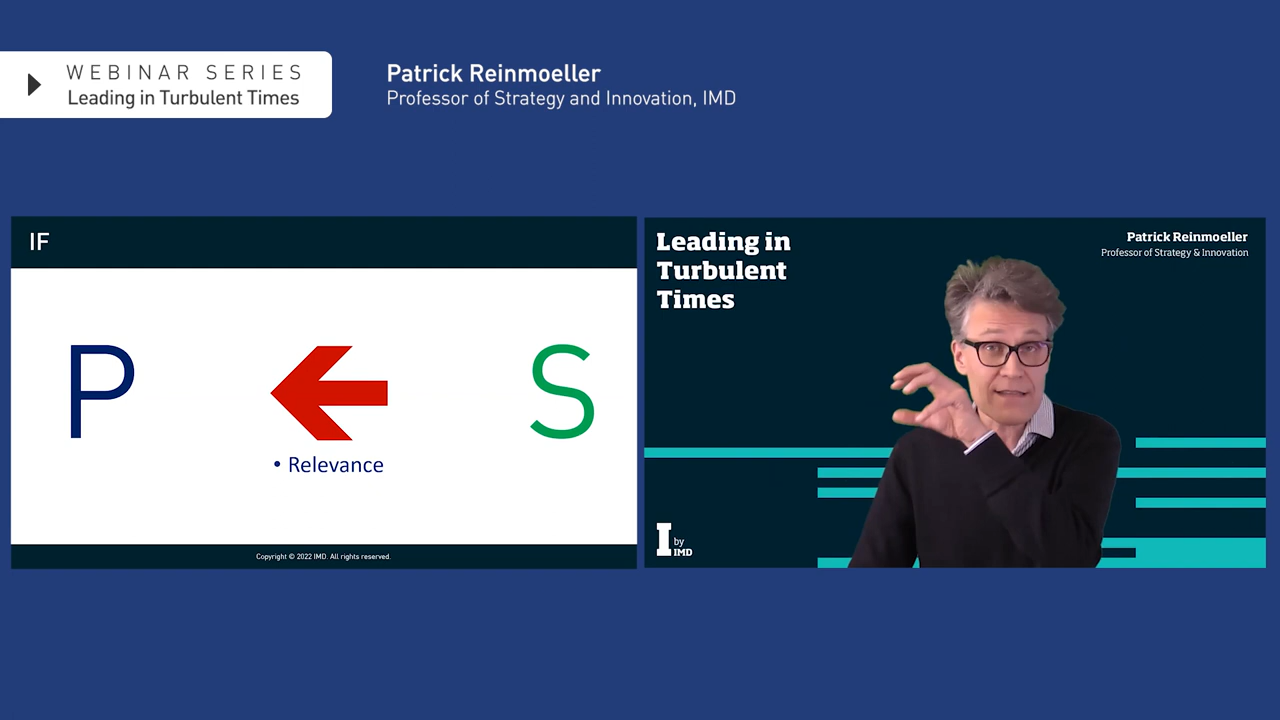 WEBINAR SERIES
Leading in Turbulent Times
Patrick Reinmoeller
Professor of Strategy and Innovation, IMD
IF
P
S
• Relevance
Copyright © 2022 IMD. All rights reserved.
Leading in
Turbulent
Times
Patrick Reinmoeller
Professor of Strategy & Innovation
I by
IMD